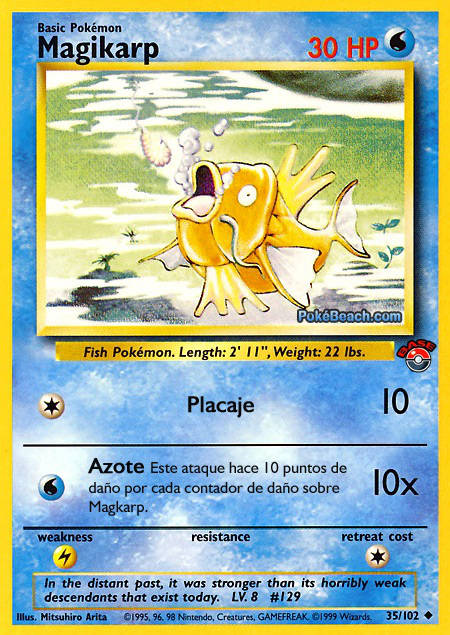 Basic Pokémon
Magikarp 30 HP
PokéBeach.com
Fish Pokémon. Length: 2' 11", Weight: 22 lbs.
BASE
Placaje 10
Azote Este ataque hace 10 puntos de
daño por cada contador de daño sobre
Magkarp.
10x
weakness resistance retreat cost
In the distant past, it was stronger than its horribly weak
descendants that exist today. LV. 8 #129
Illus. Mitsuhiro Arita ©1995, 96, 98 Nintendo, Creatures, GAMEFREAK. ©1999 Wizards. 35/102